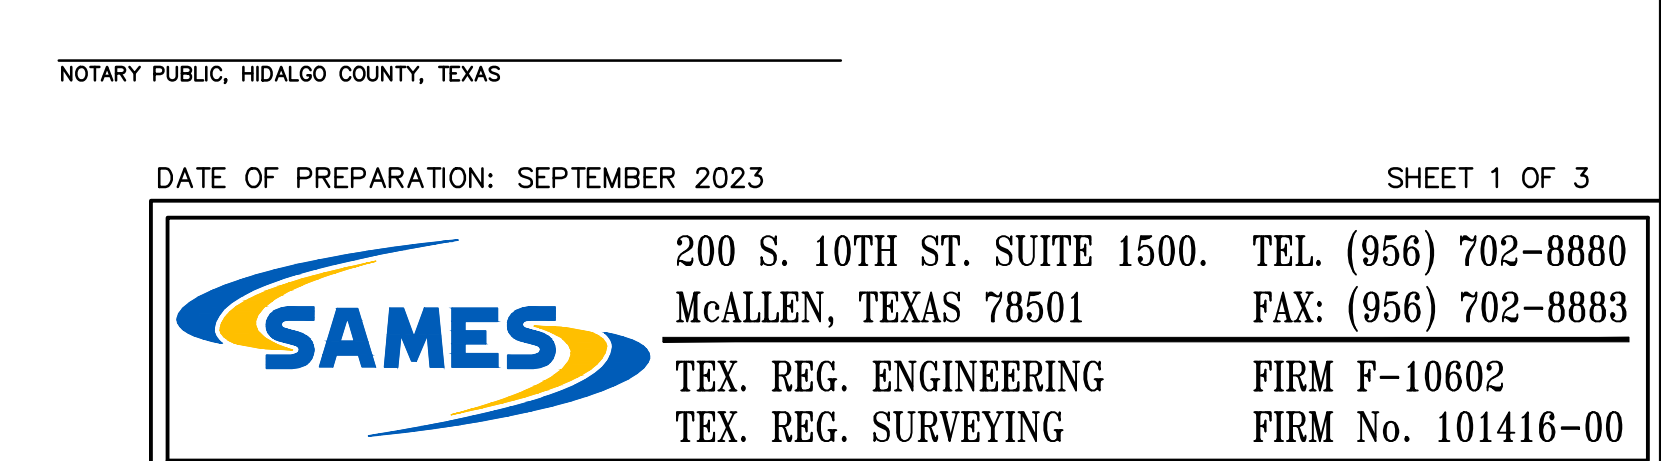 NOTARY PUBLIC, HIDALGO COUNTY, TEXAS
DATE OF PREPARATION: SEPTEMBER 2023 SHEET 1 OF 3
SAMES
200 S. 10TH ST. SUITE 1500. TEL. (956) 702-8880
McALLEN, TEXAS 78501 FAX: (956) 702-8883
TEX. REG. ENGINEERING FIRM F-10602
TEX. REG. SURVEYING FIRM No. 101416-00